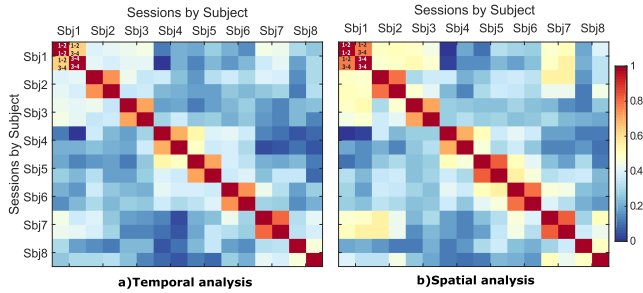 Sessions by Subject
Sbj1 Sbj2 Sbj3 Sbj4 Sbj5 Sbj6 Sbj7 Sbj8
Sessions by Subject
Sbj1
Sbj2
Sbj3
Sbj4
Sbj5
Sbj6
Sbj7
Sbj8
1-2 1-2
1-2 3-4
1-2 3-4
3-4 3-4
a)Temporal analysis
Sessions by Subject
Sbj1 Sbj2 Sbj3 Sbj4 Sbj5 Sbj6 Sbj7 Sbj8
1-2 1-2
1-2 3-4
1-2 3-4
3-4 3-4
b)Spatial analysis
1
0.8
0.6
0.4
0.2
0